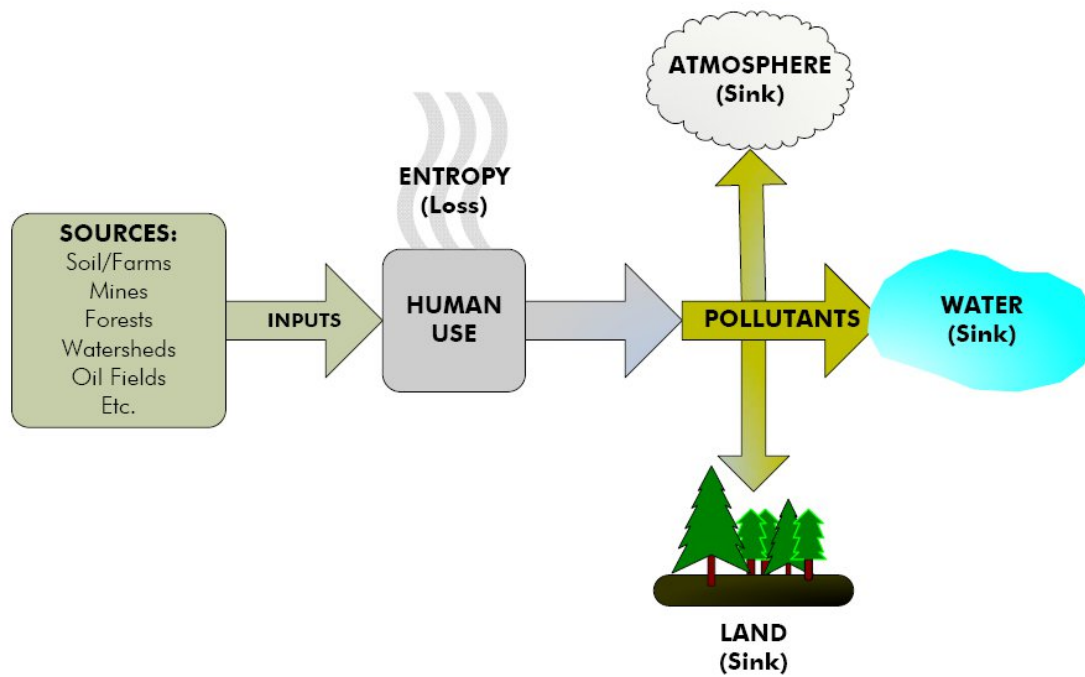 SOURCES:
Soil/Farms
Mines
Forests
Watersheds
Oil Fields
Etc.
INPUTS
ENTROPY
(Loss)
HUMAN
USE
POLLUTANTS
ATMOSPHERE
(Sink)
WATER
(Sink)
LAND
(Sink)